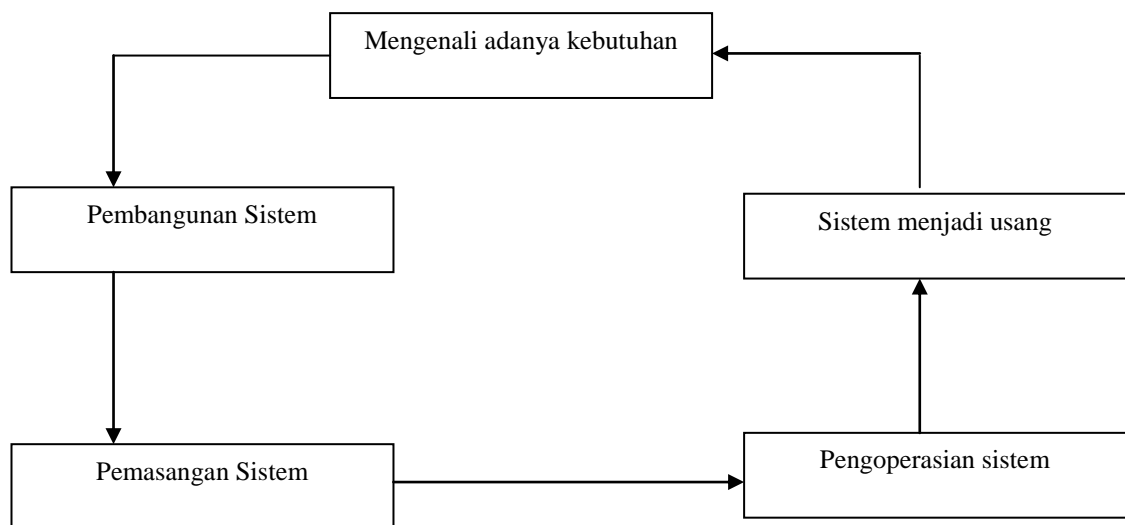 Mengenali adanya kebutuhan
Pembangunan Sistem
Sistem menjadi usang
Pemasangan Sistem
Pengoperasian sistem